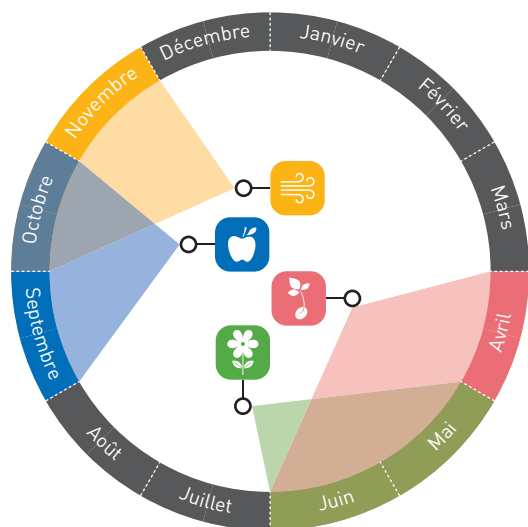 Janvier
Février
Mars
Avril
Mai
Juin
Juillet
Août
Septembre
Octobre
Novembre
Décembre